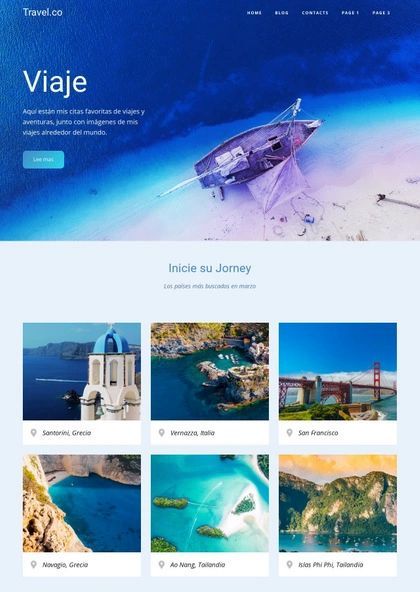 Travel.co
HOME BLOG CONTACTS PAGE 1 PAGE 3
Viaje
Aquí están mis citas favoritas de viajes y
aventuras, junto con imágenes de mis
viajes alrededor del mundo.
Lee mas
Inicie su Jorney
Los países más buscados en marzo
Santorini, Grecia
Vernazza, Italia
San Francisco
Navagio, Grecia
Ao Nang, Tailandia
Islas Phi Phi, Tailandia